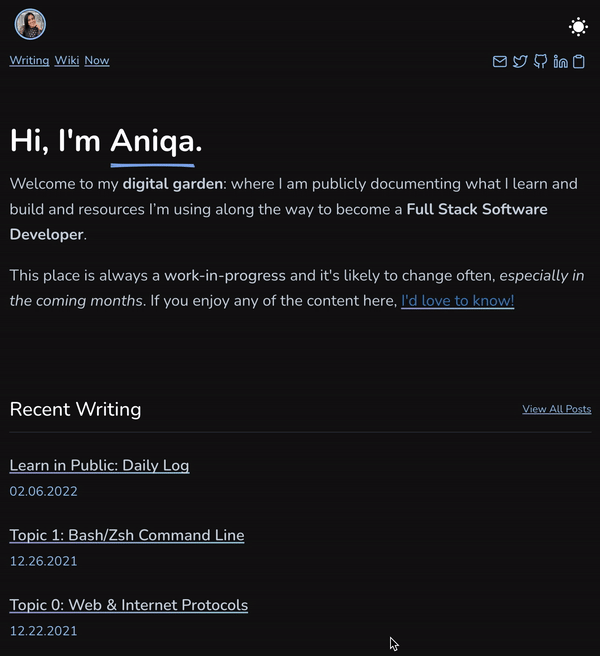 Writing Wiki Now
Hi, I'm Aniqa.
Welcome to my digital garden: where I am publicly documenting what I learn and
build and resources I'm using along the way to become a Full Stack Software
Developer.
This place is always a work-in-progress and it's likely to change often, especially in
the coming months. If you enjoy any of the content here, I'd love to know!
Recent Writing
View All Posts
Learn in Public: Daily Log
02.06.2022
Topic 1: Bash/Zsh Command Line
12.26.2021
Topic 0: Web & Internet Protocols
12.22.2021